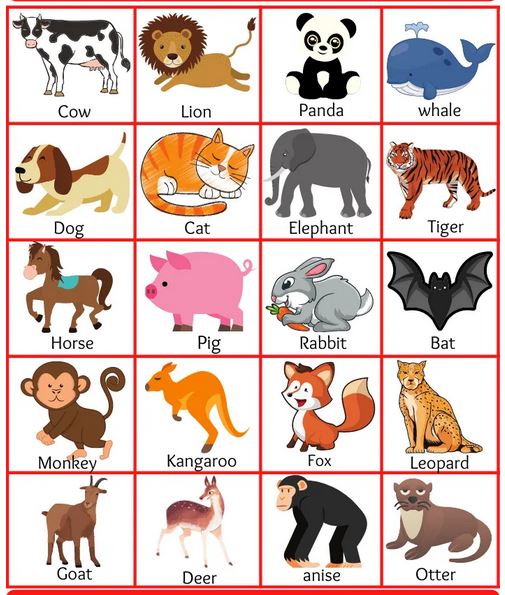 Cow
Lion
Panda
whale
Dog
Cat
Elephant
Tiger
Horse
Pig
Rabbit
Bat
Monkey
Kangaroo
Fox
Leopard
Goat
Deer
anise
Otter